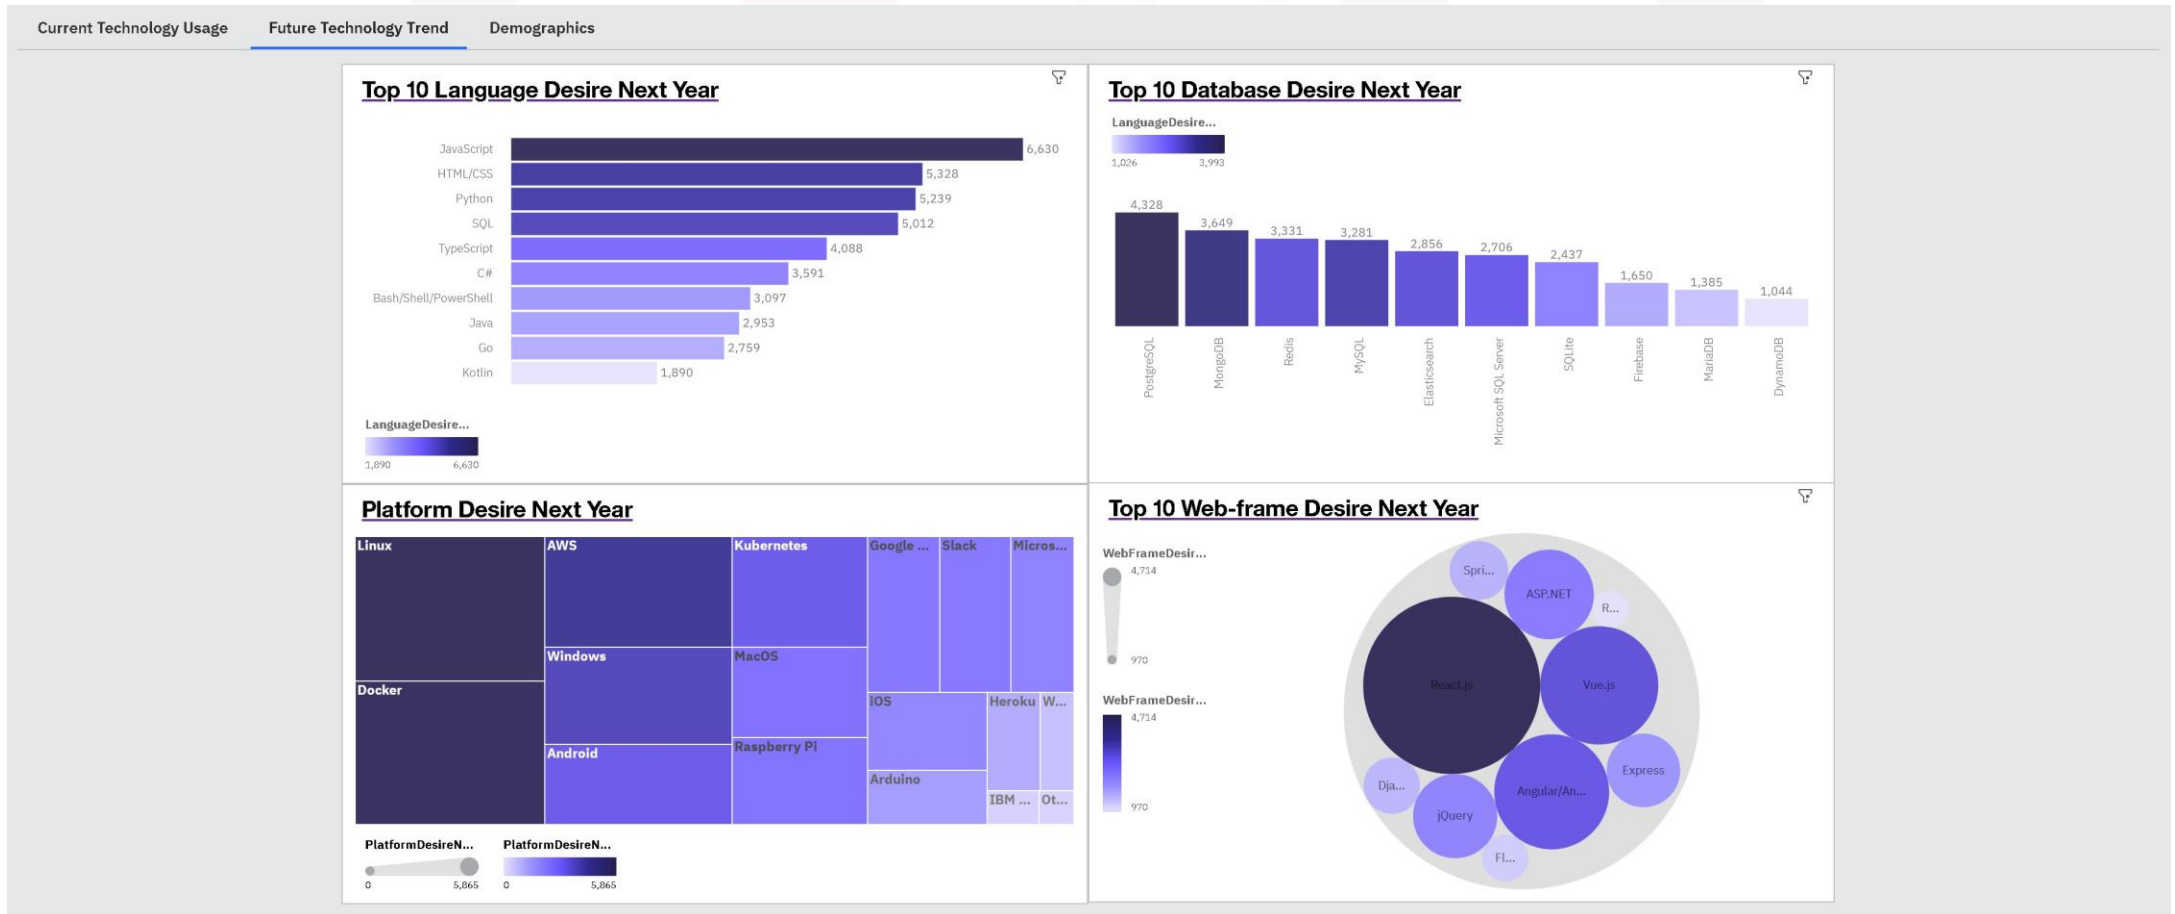 Current Technology Usage
Future Technology Trend
Demographics
Top 10 Language Desire Next Year
JavaScript 6,630
HTML/CSS 5,328
Python 5,239
SQL 5,012
TypeScript 4,088
C# 3,591
Bash/Shell/PowerShell 3,097
Java 2,953
Go 2,759
Kotlin 1,890
LanguageDesire...
1,890 6,630
Top 10 Database Desire Next Year
LanguageDesire...
1,026 3,993
4,328
3,649
3,331
3,281
2,856
2,706
2,437
1,650
1,385
1,044
PostgreSQL
MongoDB
Redis
MySQL
Elasticsearch
Microsoft SQL Server
SQLite
Firebase
MariaDB
DynamoDB
Platform Desire Next Year
Linux
AWS
Kubernetes
Google ...
Slack
Micros...
Windows
MacOS
Docker
iOS
Heroku
W...
Android
Raspberry Pi
Arduino
IBM ...
Ot...
PlatformDesireN...
0 5,865
PlatformDesireN...
0 5,865
Top 10 Web-frame Desire Next Year
WebFrameDesir...
4,714
970
WebFrameDesir...
4,714
970
Spri...
ASP.NET
R...
React.js
Vue.js
Express
Dja...
Angular/An...
jQuery
Fl...